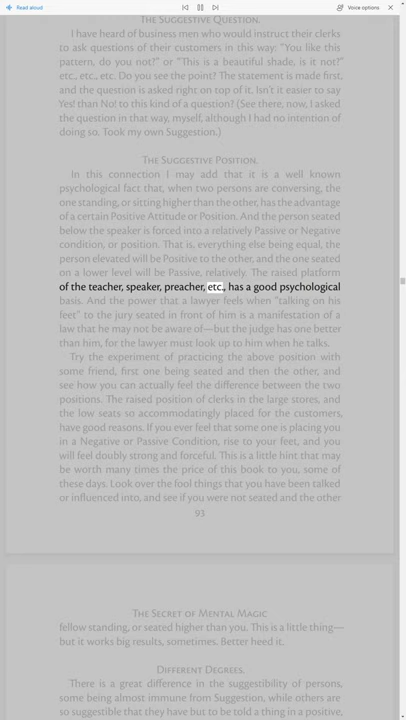 Read aloud
Voice options
THE SUGGESTIVE QUESTION.
I have heard of business men who would instruct their clerks
to ask questions of their customers in this way: "You like this
pattern, do you not?" or "This is a beautiful shade, is it not?"
etc., etc., etc. Do you see the point? The statement is made first,
and the question is asked right on top of it. Isn't it easier to say
Yes! than No! to this kind of a question? (See there, now, I asked
the question in that way, myself, although I had no intention of
doing so. Took my own Suggestion.)
THE SUGGESTIVE POSITION.
In this connection I may add that it is a well known
psychological fact that, when two persons are conversing, the
one standing, or sitting higher than the other, has the advantage
of a certain Positive Attitude or Position. And the person seated
below the speaker is forced into a relatively Passive or Negative
condition, or position. That is, everything else being equal, the
person elevated will be Positive to the other, and the one seated
on a lower level will be Passive, relatively. The raised platform
of the teacher, speaker, preacher, etc., has a good psychological
basis. And the power that a lawyer feels when "talking on his
feet" to the jury seated in front of him is a manifestation of a
law that he may not be aware of—but the judge has one better
than him, for the lawyer must look up to him when he talks.
Try the experiment of practicing the above position with
some friend, first one being seated and then the other, and
see how you can actually feel the difference between the two
positions. The raised position of clerks in the large stores, and
the low seats so accommodatingly placed for the customers,
have good reasons. If you ever feel that some one is placing you
in a Negative or Passive Condition, rise to your feet, and you
will feel doubly strong and forceful. This is a little hint that may
be worth many times the price of this book to you, some of
these days. Look over the fool things that you have been talked
or influenced into, and see if you were not seated and the other
93
THE SECRET OF MENTAL MAGIC
fellow standing, or seated higher than you. This is a little thing—
but it works big results, sometimes. Better heed it.
DIFFERENT DEGREES.
There is a great difference in the suggestibility of persons,
some being almost immune from Suggestion, while others are
so suggestible that they have but to be told a thing in a positive,